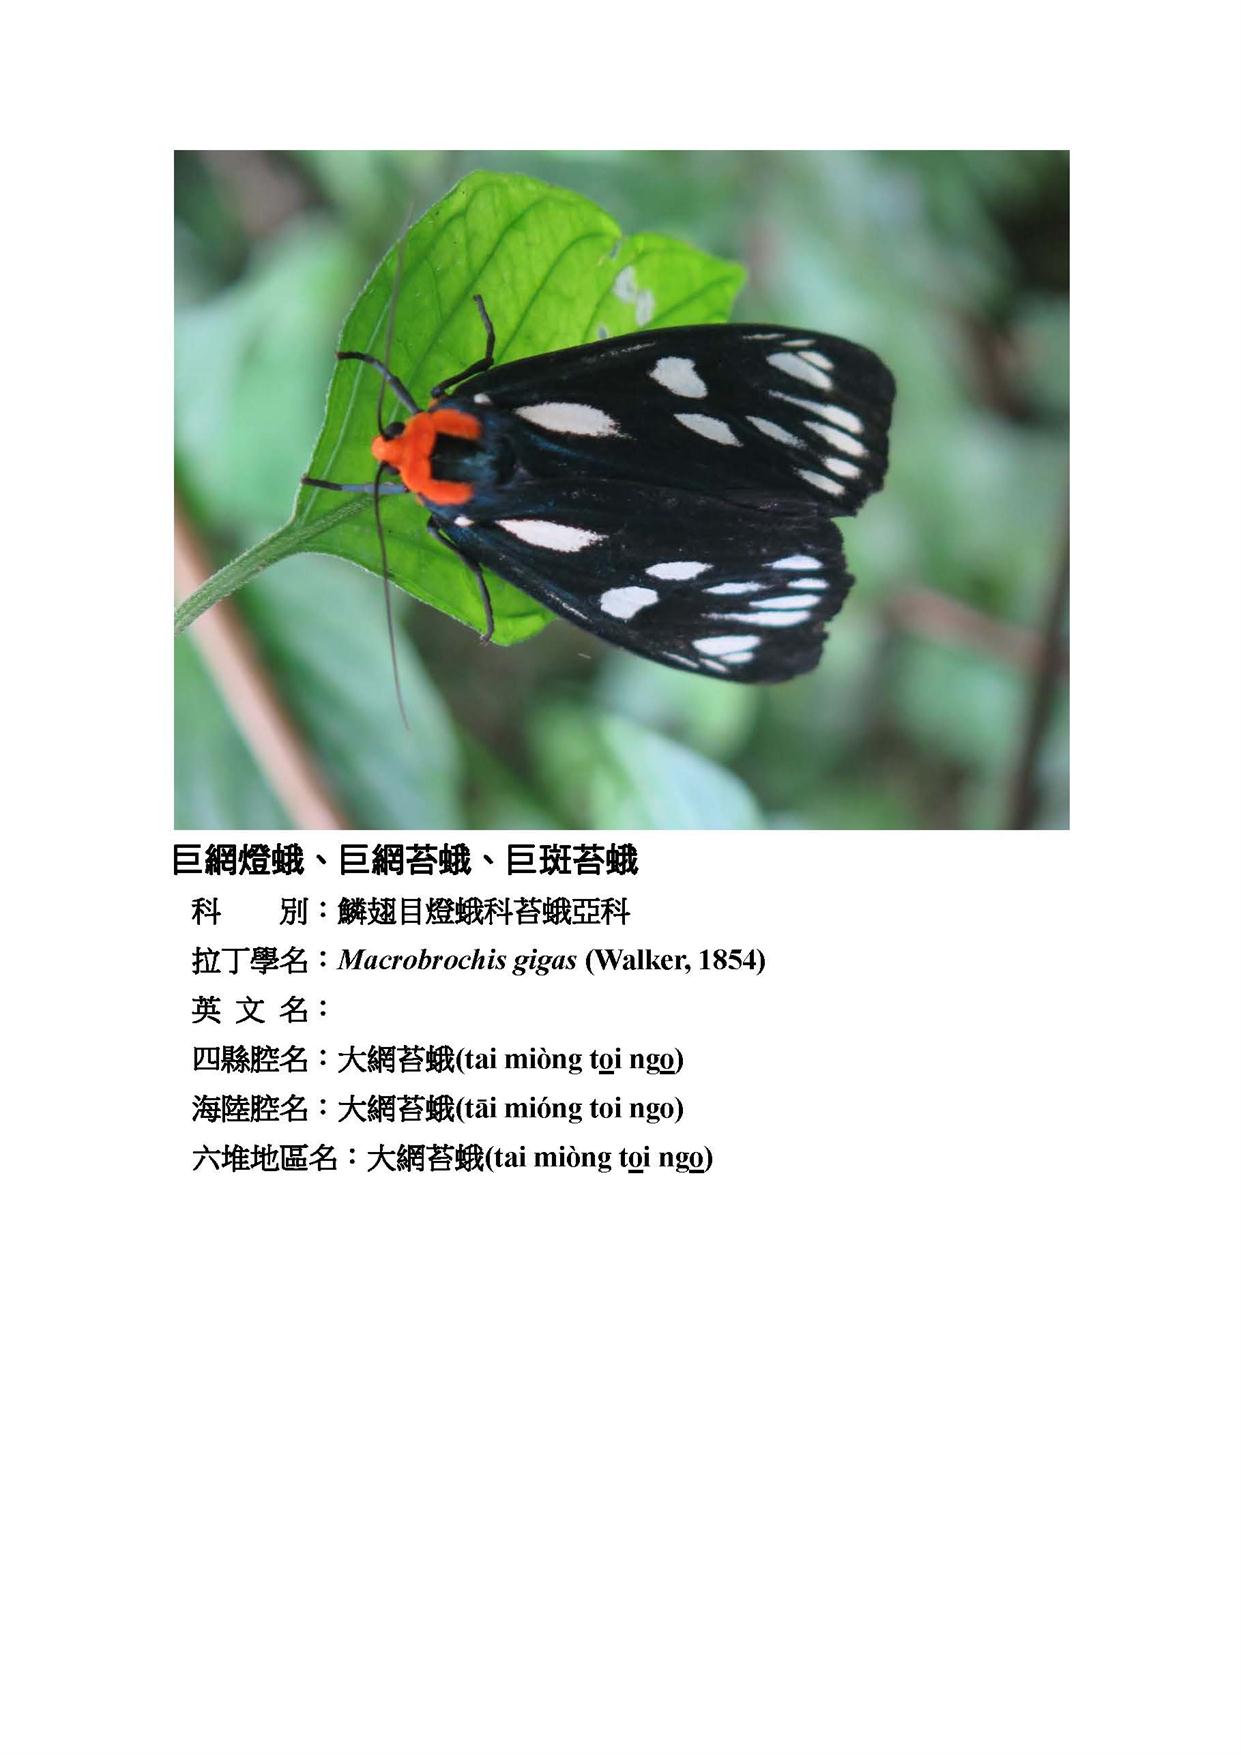 巨網燈蛾、巨網苔蛾、巨斑苔蛾
科　　別：鱗翅目燈蛾科苔蛾亞科
拉丁學名：Macrobrochis gigas (Walker, 1854)
英 文 名：
四縣腔名：大網苔蛾(tai miòng to̲i ngo̲)
海陸腔名：大網苔蛾(tāi mióng toi ngo)
六堆地區名：大網苔蛾(tai miòng to̲i ngo̲)